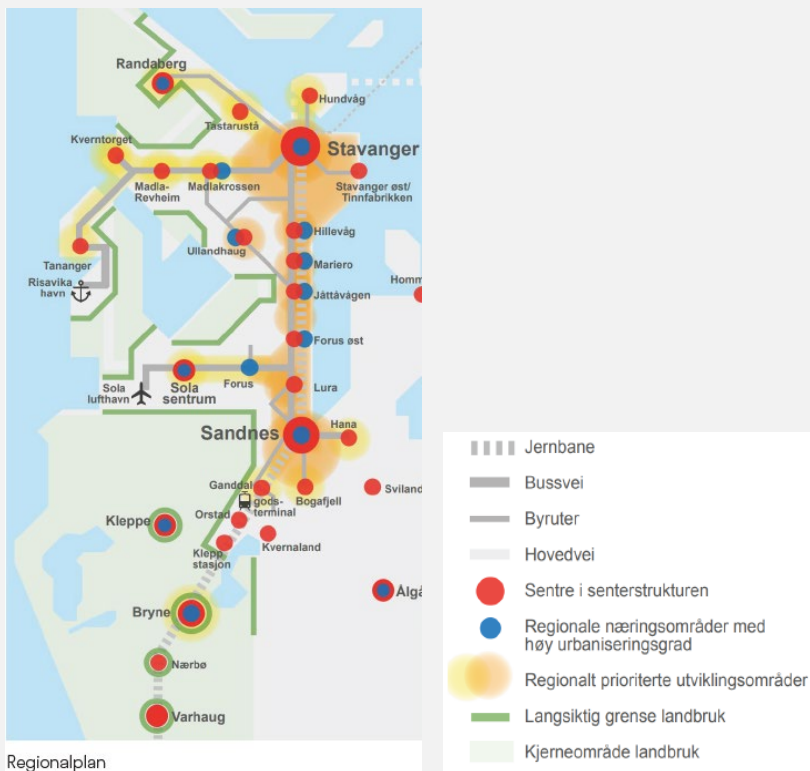 Randaberg
Hundvåg
Tastarustå
Kverntorget
Stavanger
Madla-
Revheim
Madlakrossen
Stavanger øst/
Tinnfabrikken
Hillevåg
Ullandhaug
Mariero
Tananger
Risavika
havn
Jåttåvågen
Homm
Forus øst
Sola
lufthavn
Sola
sentrum
Forus
Lura
Sandnes
Hana
Ganddal
gods-
terminal
Bogafjell
Sviland
Orstad
Kleppe
Klepp
stasjon
Kvernaland
Ålgå
Bryne
Nærbø
Varhaug
Regionalplan
Jernbane
Bussvei
Byruter
Hovedvei
Sentre i senterstrukturen
Regionale næringsområder med
høy urbaniseringsgrad
Regionalt prioriterte utviklingsområder
Langsiktig grense landbruk
Kjerneområde landbruk